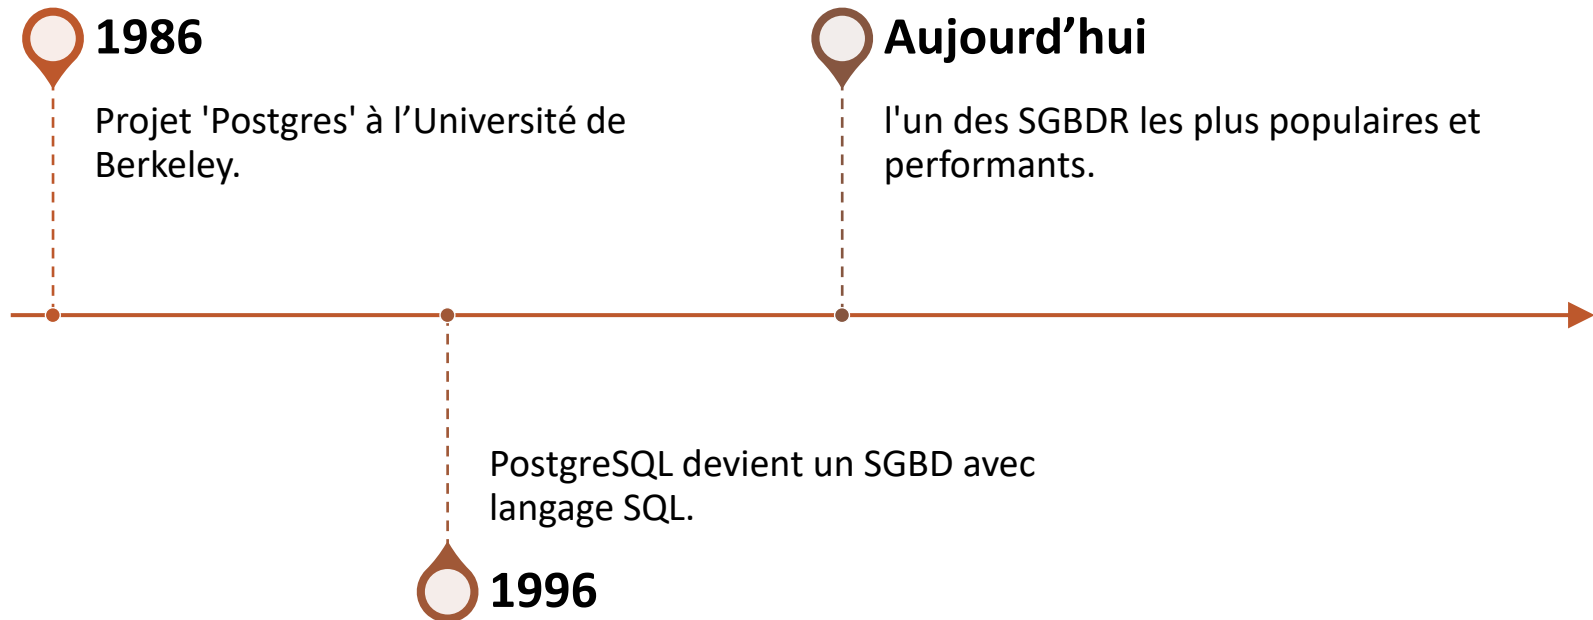 1986
Projet 'Postgres' à l’Université de
Berkeley.
Aujourd’hui
l'un des SGBDR les plus populaires et
performants.
PostgreSQL devient un SGBD avec
langage SQL.
1996